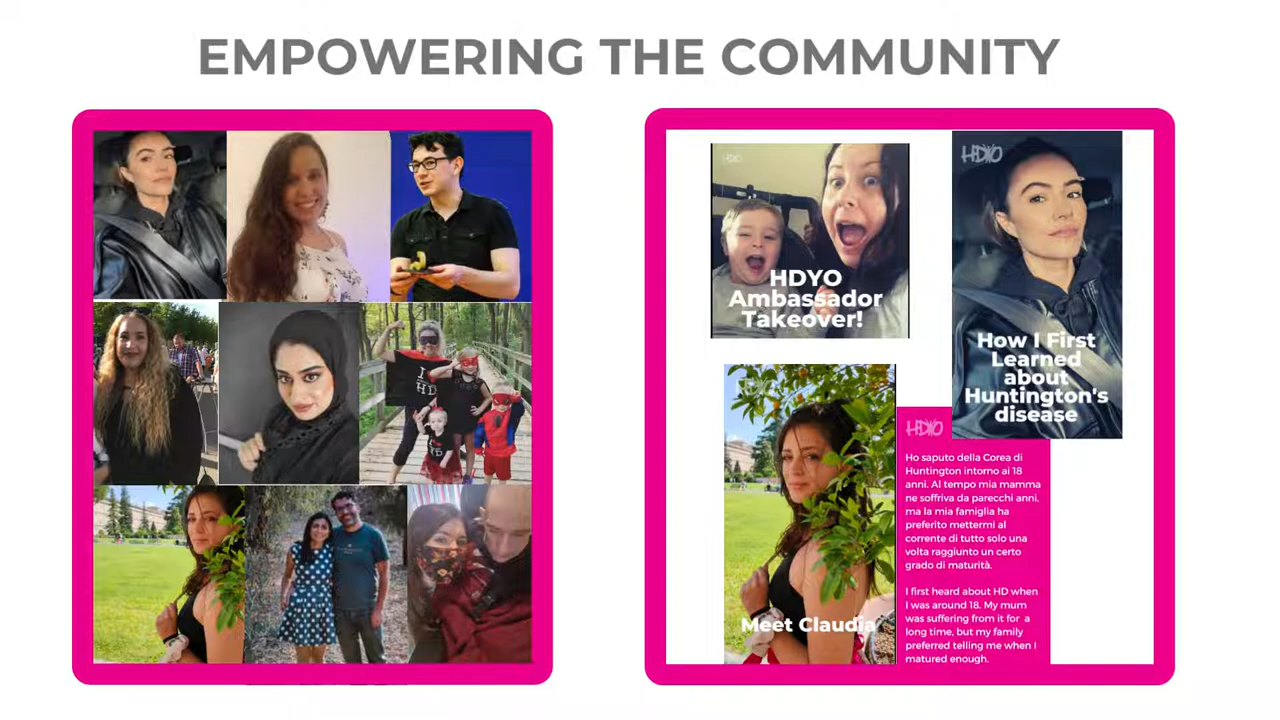 EMPOWERING THE COMMUNITY
I
HD
HDYO
HDYO
Ambassador
Takeover!
HDYO
How I First
Learned
about
Huntington's
disease
Meet Claudia
HDYO
Ho saputo della Corea di
Huntington intorno ai 18
anni. Al tempo mia mamma
ne soffriva da parecchi anni,
ma la mia famiglia ha
preferito mettermi al
corrente di tutto solo una
volta raggiunto un certo
grado di maturità.
I first heard about HD when
I was around 18. My mum
was suffering from it for a
long time, but my family
preferred telling me when I
matured enough.